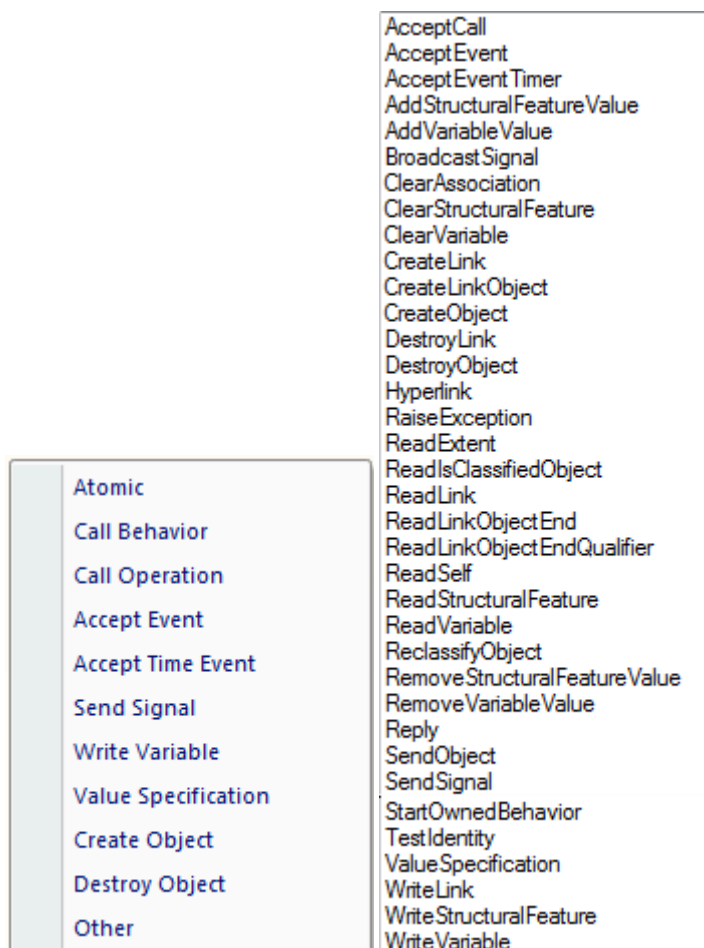 Atomic
Call Behavior
Call Operation
Accept Event
Accept Time Event
Send Signal
Write Variable
Value Specification
Create Object
Destroy Object
Other
AcceptCall
AcceptEvent
AcceptEventTimer
AddStructuralFeatureValue
AddVariableValue
BroadcastSignal
ClearAssociation
ClearStructuralFeature
ClearVariable
CreateLink
CreateLinkObject
CreateObject
DestroyLink
DestroyObject
Hyperlink
RaiseException
ReadExtent
ReadIsClassifiedObject
ReadLink
ReadLinkObjectEnd
ReadLinkObjectEndQualifier
ReadSelf
ReadStructuralFeature
ReadVariable
ReclassifyObject
RemoveStructuralFeatureValue
RemoveVariableValue
Reply
SendObject
SendSignal
StartOwnedBehavior
TestIdentity
ValueSpecification
WriteLink
WriteStructuralFeature
WriteVariable